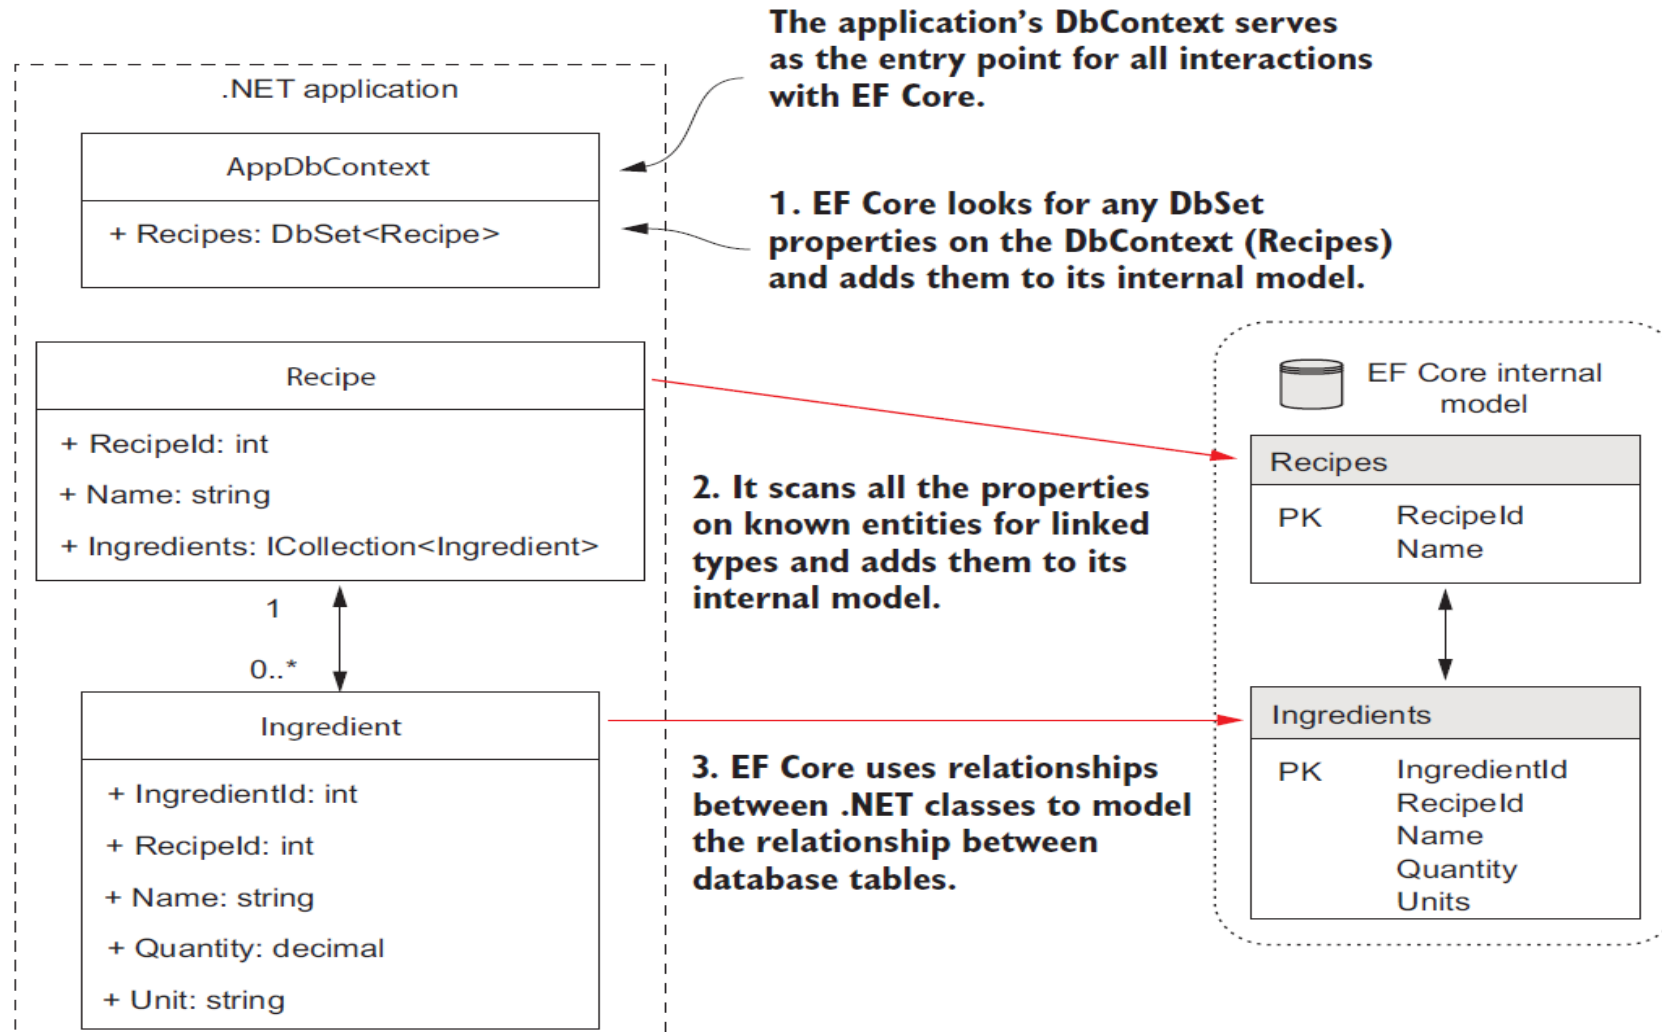 The application's DbContext serves
as the entry point for all interactions
with EF Core.
.NET application
AppDbContext
+ Recipes: DbSet<Recipe>
1. EF Core looks for any DbSet
properties on the DbContext (Recipes)
and adds them to its internal model.
Recipe
+ RecipeId: int
+ Name: string
+ Ingredients: ICollection<Ingredient>
1
0..*
Ingredient
+ IngredientId: int
+ RecipeId: int
+ Name: string
+ Quantity: decimal
+ Unit: string
2. It scans all the properties
on known entities for linked
types and adds them to its
internal model.
3. EF Core uses relationships
between .NET classes to model
the relationship between
database tables.
EF Core internal
model
Recipes
PK RecipeId
Name
Ingredients
PK IngredientId
RecipeId
Name
Quantity
Units